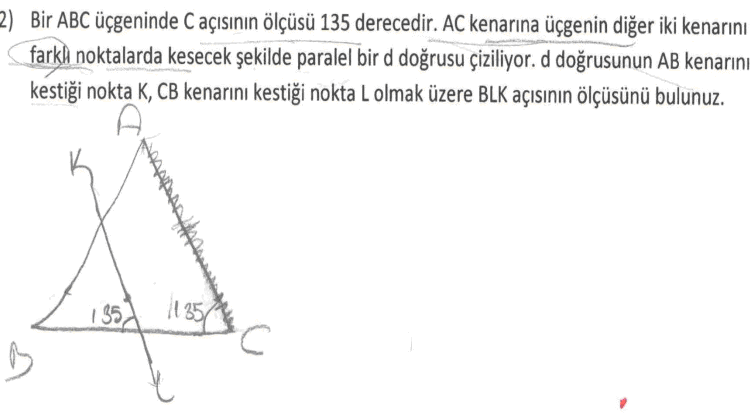 2) Bir ABC üçgeninde C açısının ölçüsü 135 derecedir. AC kenarına üçgenin diğer iki kenarını
farklı noktalarda kesecek şekilde paralel bir d doğrusu çiziliyor. d doğrusunun AB kenarını
kestiği nokta K, CB kenarını kestiği nokta L olmak üzere BLK açısının ölçüsünü bulunuz.
A
K
135 135
B L C